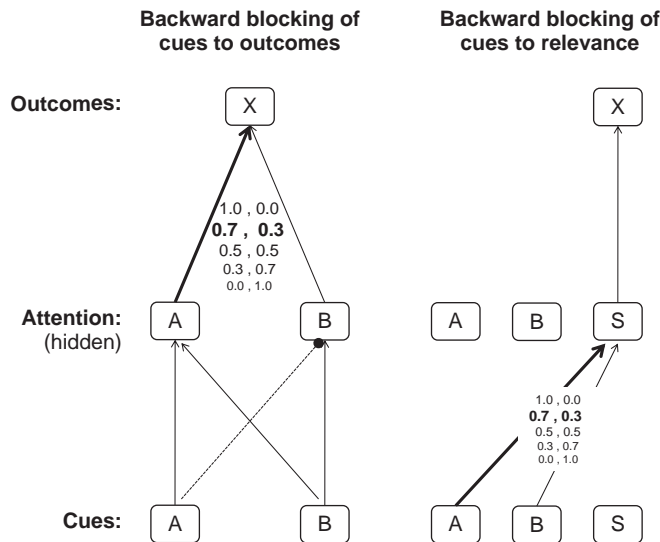 Backward blocking of
cues to outcomes
Backward blocking of
cues to relevance
Outcomes:
X
X
1.0 , 0.0
0.7 , 0.3
0.5 , 0.5
0.3 , 0.7
0.0 , 1.0
Attention:
(hidden)
A
B
A
B
S
1.0 , 0.0
0.7 , 0.3
0.5 , 0.5
0.3 , 0.7
0.0 , 1.0
Cues:
A
B
A
B
S